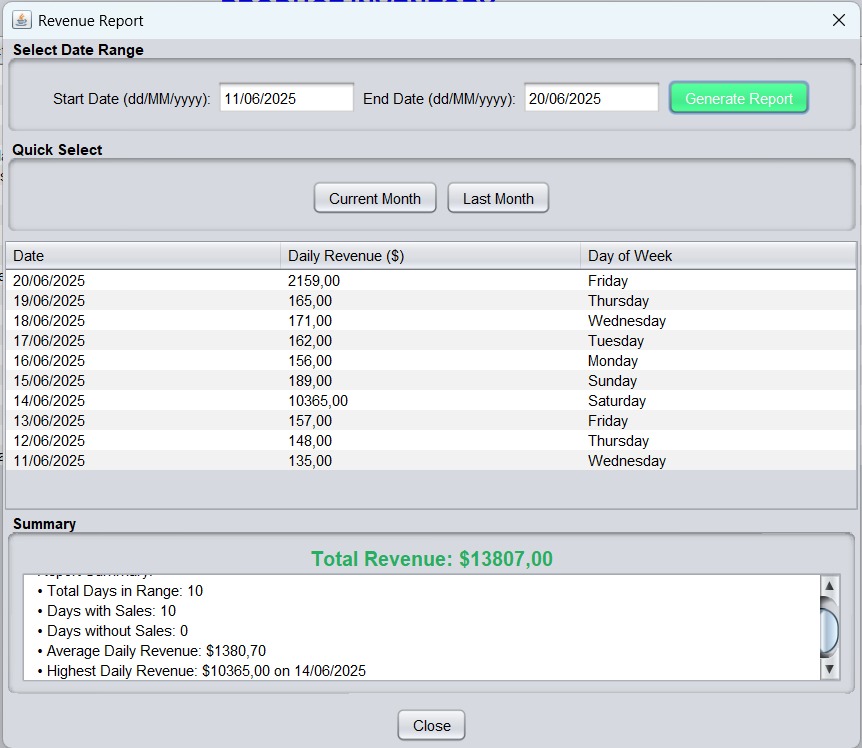 Revenue Report
Select Date Range
Start Date (dd/MM/yyyy): 11/06/2025 End Date (dd/MM/yyyy): 20/06/2025 Generate Report
Quick Select
Current Month Last Month
Date Daily Revenue ($) Day of Week
20/06/2025 2159,00 Friday
19/06/2025 165,00 Thursday
18/06/2025 171,00 Wednesday
17/06/2025 162,00 Tuesday
16/06/2025 156,00 Monday
15/06/2025 189,00 Sunday
14/06/2025 10365,00 Saturday
13/06/2025 157,00 Friday
12/06/2025 148,00 Thursday
11/06/2025 135,00 Wednesday
Summary
Total Revenue: $13807,00
Report Summary:
• Total Days in Range: 10
• Days with Sales: 10
• Days without Sales: 0
• Average Daily Revenue: $1380,70
• Highest Daily Revenue: $10365,00 on 14/06/2025
Close